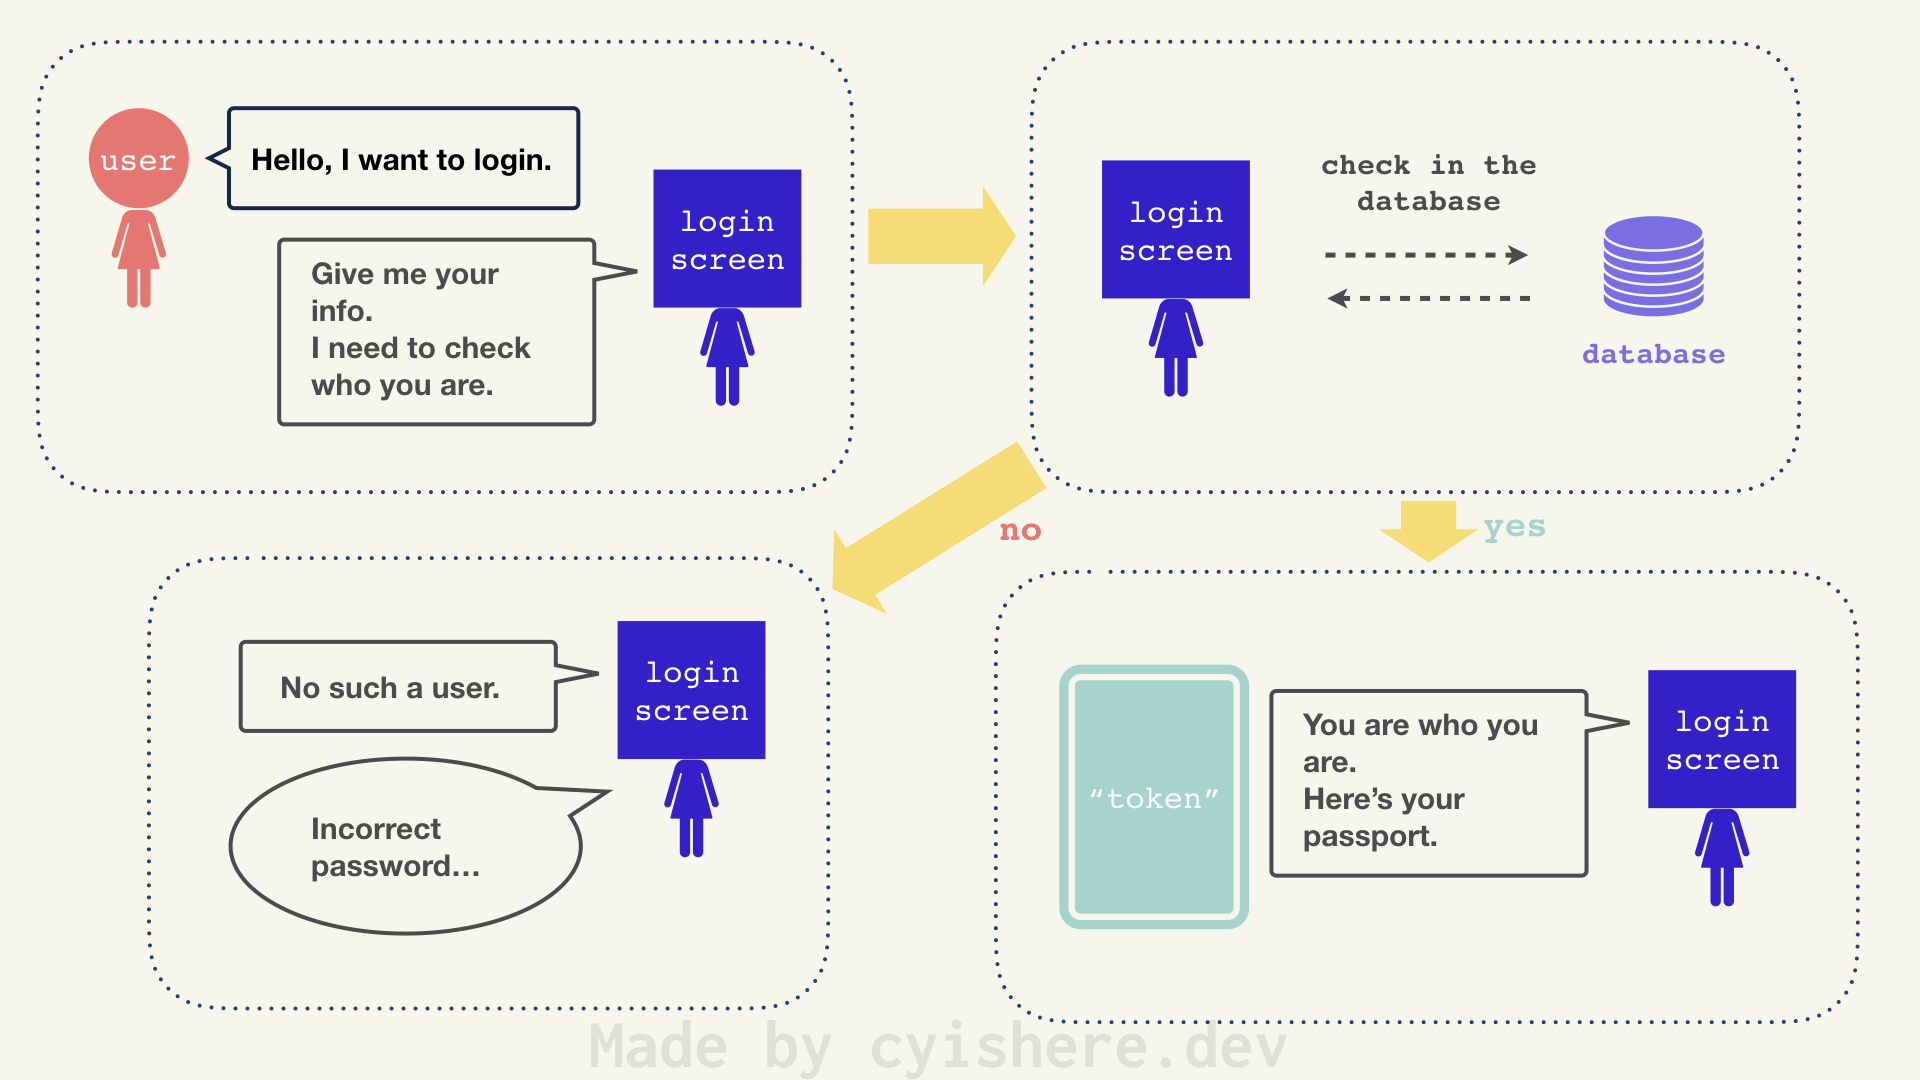 user
Hello, I want to login.
login
screen
Give me your
info.
I need to check
who you are.
login
screen
check in the
database
database
no
yes
No such a user.
login
screen
Incorrect
password...
“token”
You are who you
are.
Here’s your
passport.
login
screen
Made by cyishere.dev